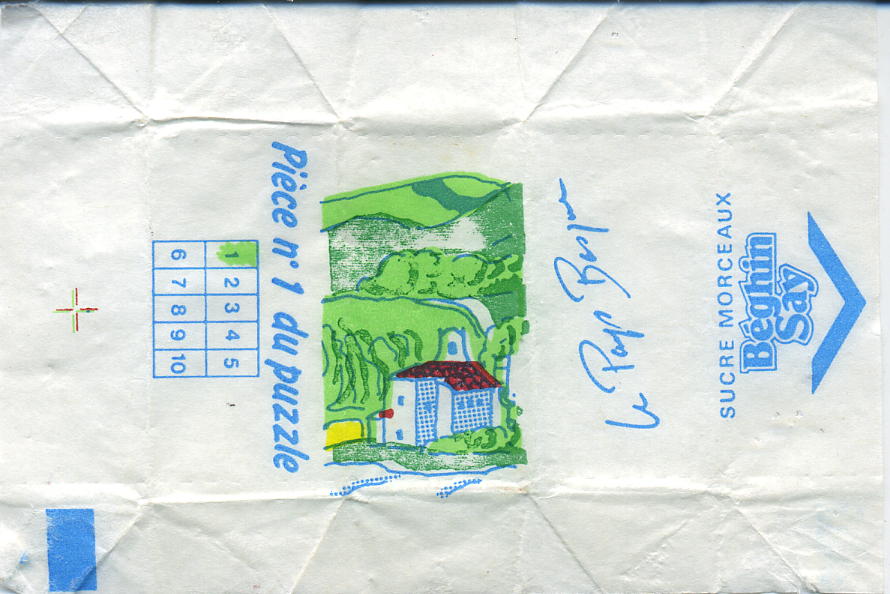 Béghin
Say
SUCRE MORCEAUX
Le Pays Basque
Pièce n° 1 du puzzle
1 2 3 4 5
6 7 8 9 10